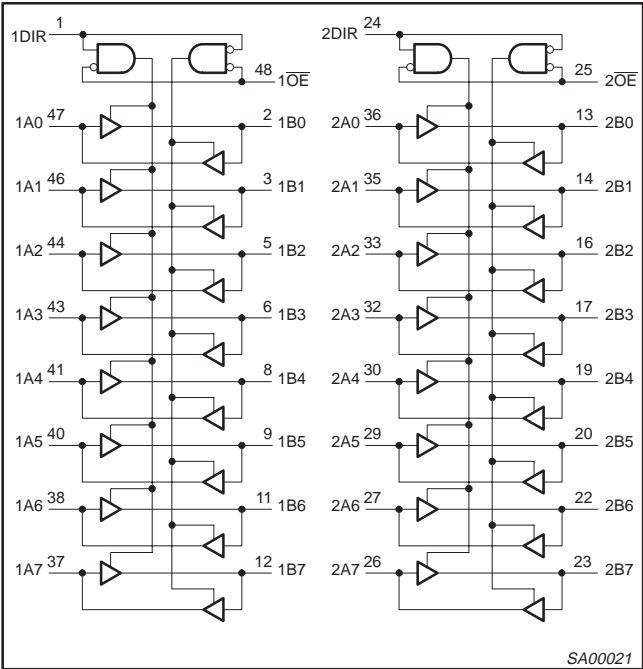 1DIR 1 2DIR 24
48 1O̅E̅ 25 2O̅E̅
1A0 47 2 1B0 2A0 36 13 2B0
1A1 46 3 1B1 2A1 35 14 2B1
1A2 44 5 1B2 2A2 33 16 2B2
1A3 43 6 1B3 2A3 32 17 2B3
1A4 41 8 1B4 2A4 30 19 2B4
1A5 40 9 1B5 2A5 29 20 2B5
1A6 38 11 1B6 2A6 27 22 2B6
1A7 37 12 1B7 2A7 26 23 2B7
SA00021